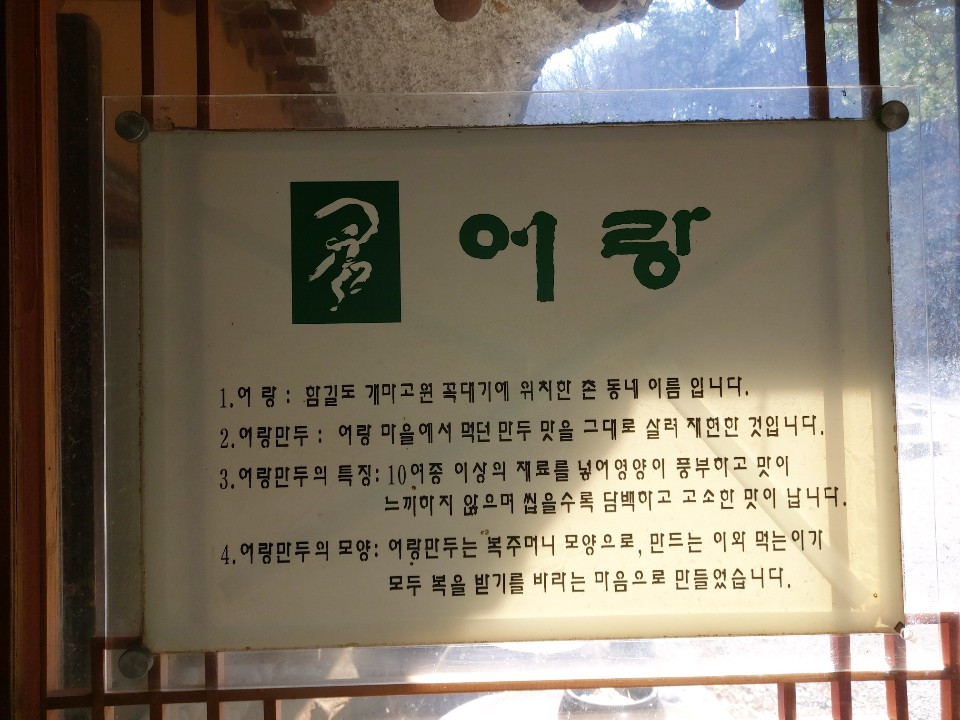 어랑
1.어 랑 : 함길도 개마고원 꼭대기에 위치한 촌 동네 이름 입니다.
2.어랑만두 : 어랑 마을에서 먹던 만두 맛을 그대로 살려 재현한 것입니다.
3.어랑만두의 특징: 10여종 이상의 재료를 넣어영양이 풍부하고 맛이
느끼하지 않으며 씹을수록 담백하고 고소한 맛이 납니다.
4.어랑만두의 모양: 어랑만두는 복주머니 모양으로, 만드는 이와 먹는이가
모두 복을 받기를 바라는 마음으로 만들었습니다.